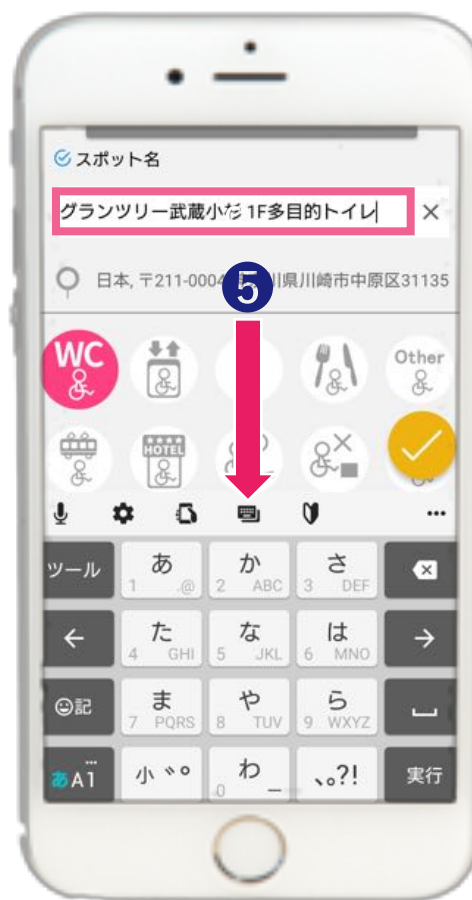 スポット名
グランツリー武蔵小 1F多目的トイレ
×
日本, 〒211-0004 川県川崎市中原区31135
5
WC
Other
HOTEL
ツール
あ
1 .@
か
2 ABC
さ
3 DEF
←
た
4 GHI
な
5 JKL
は
6 MNO
→
記
ま
7 PQRS
や
8 TUV
ら
9 WXYZ
あA1
小゛゜
わ
0
、。?!
実行